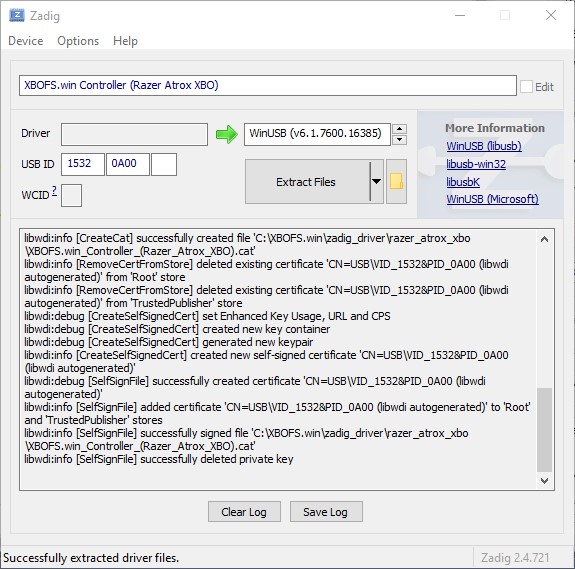 Zadig
Device Options Help
XBOFS.win Controller (Razer Atrox XBO)
Edit
Driver
WinUSB (v6.1.7600.16385)
USB ID 1532 0A00
WCID ?
Extract Files
More Information
WinUSB (libusb)
libusb-win32
libusbK
WinUSB (Microsoft)
libwdi:info [CreateCat] successfully created file 'C:\XBOFS.win\zadig_driver\razer_atrox_xbo
\XBOFS.win_Controller_(Razer_Atrox_XBO).cat'
libwdi:info [RemoveCertFromStore] deleted existing certificate 'CN=USB\VID_1532&PID_0A00 (libwdi
autogenerated)' from 'Root' store
libwdi:info [RemoveCertFromStore] deleted existing certificate 'CN=USB\VID_1532&PID_0A00 (libwdi
autogenerated)' from 'TrustedPublisher' store
libwdi:debug [CreateSelfSignedCert] set Enhanced Key Usage, URL and CPS
libwdi:debug [CreateSelfSignedCert] created new key container
libwdi:debug [CreateSelfSignedCert] generated new keypair
libwdi:info [CreateSelfSignedCert] created new self-signed certificate 'CN=USB\VID_1532&PID_0A00
(libwdi autogenerated)'
libwdi:debug [SelfSignFile] successfully created certificate 'CN=USB\VID_1532&PID_0A00 (libwdi
autogenerated)'
libwdi:info [SelfSignFile] added certificate 'CN=USB\VID_1532&PID_0A00 (libwdi autogenerated)' to 'Root'
and 'TrustedPublisher' stores
libwdi:info [SelfSignFile] successfully signed file 'C:\XBOFS.win\zadig_driver\razer_atrox_xbo
\XBOFS.win_Controller_(Razer_Atrox_XBO).cat'
libwdi:info [SelfSignFile] successfully deleted private key
Clear Log Save Log
Successfully extracted driver files. Zadig 2.4.721